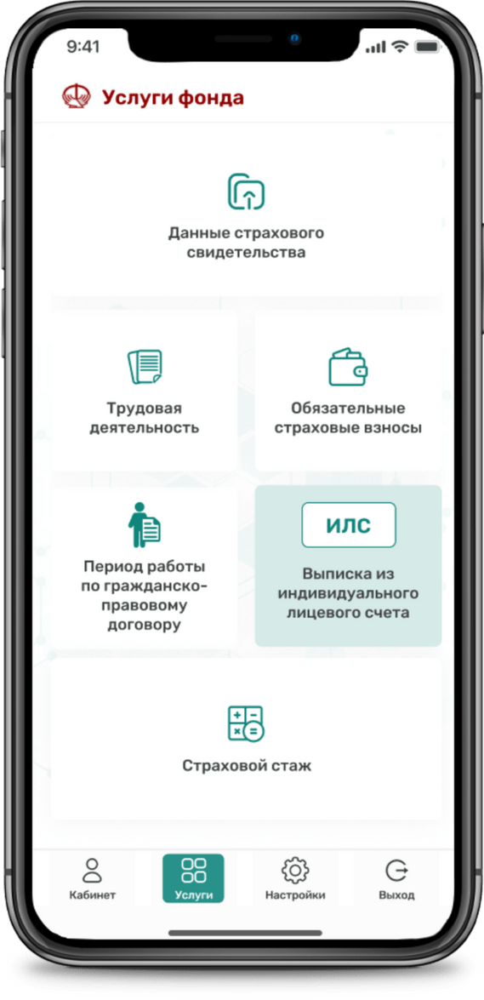 9:41
Услуги фонда
Данные страхового
свидетельства
Трудовая
деятельность
Обязательные
страховые взносы
Период работы
по гражданско-
правовому
договору
ИЛС
Выписка из
индивидуального
лицевого счета
Страховой стаж
Кабинет
Услуги
Настройки
Выход